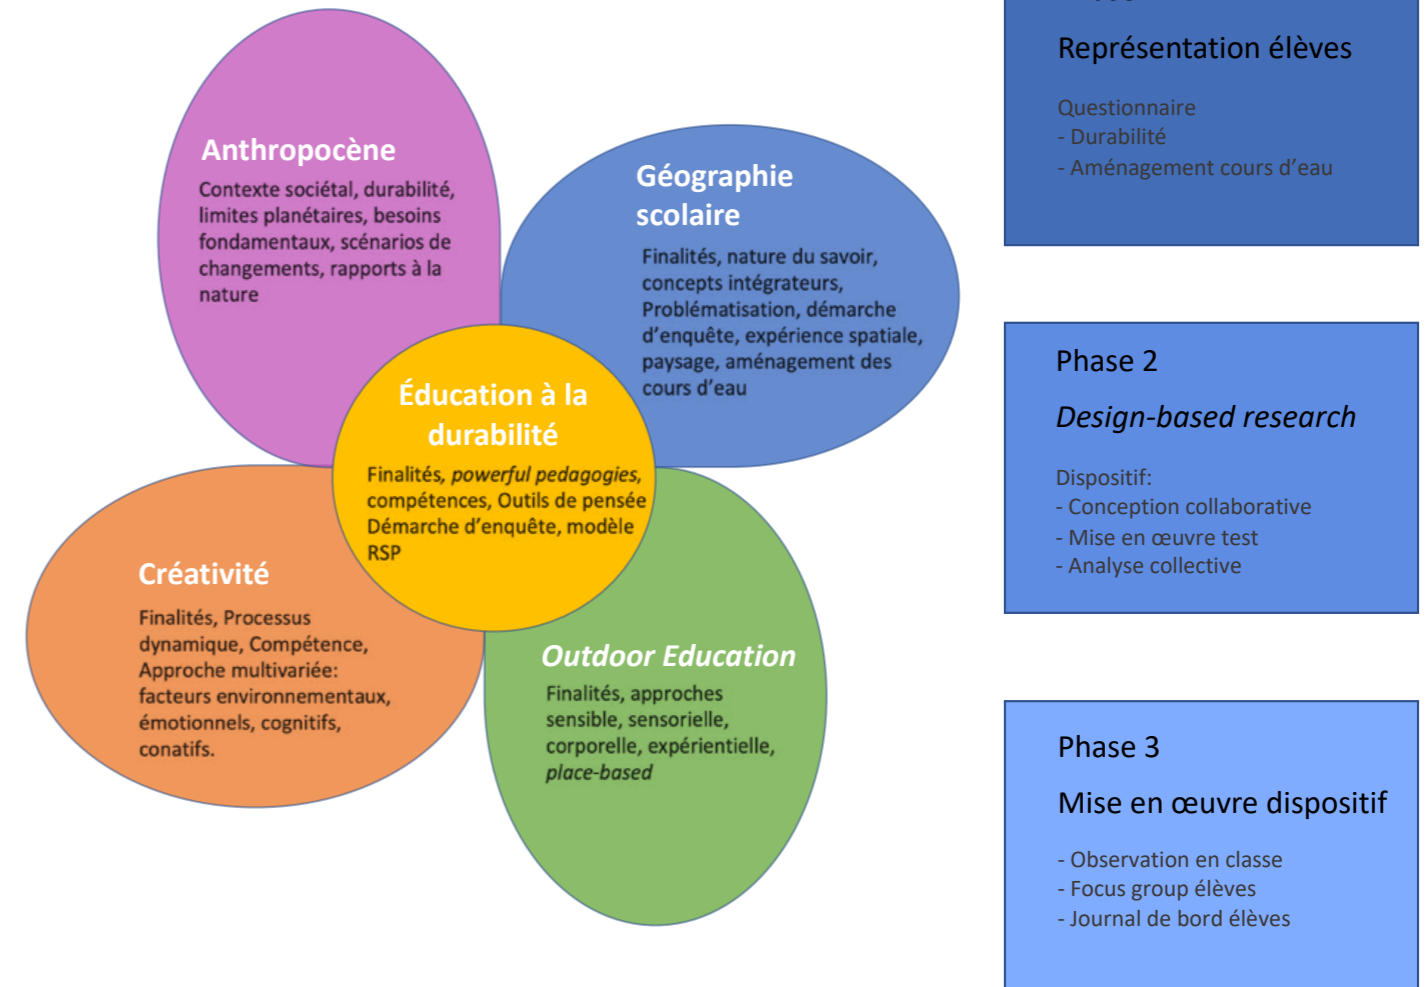 Anthropocène
Contexte sociétal, durabilité,
limites planétaires, besoins
fondamentaux, scénarios de
changements, rapports à la
nature
Géographie
scolaire
Finalités, nature du savoir,
concepts intégrateurs,
Problématisation, démarche
d'enquête, expérience spatiale,
paysage, aménagement des
cours d'eau
Éducation à la
durabilité
Finalités, powerful pedagogies,
compétences, Outils de pensée
Démarche d'enquête, modèle
RSP
Créativité
Finalités, Processus
dynamique, Compétence,
Approche multivariée:
facteurs environnementaux,
émotionnels, cognitifs,
conatifs.
Outdoor Education
Finalités, approches
sensible, sensorielle,
corporelle, expérientielle,
place-based
Représentation élèves
Questionnaire
- Durabilité
- Aménagement cours d'eau
Phase 2
Design-based research
Dispositif:
- Conception collaborative
- Mise en œuvre test
- Analyse collective
Phase 3
Mise en œuvre dispositif
- Observation en classe
- Focus group élèves
- Journal de bord élèves